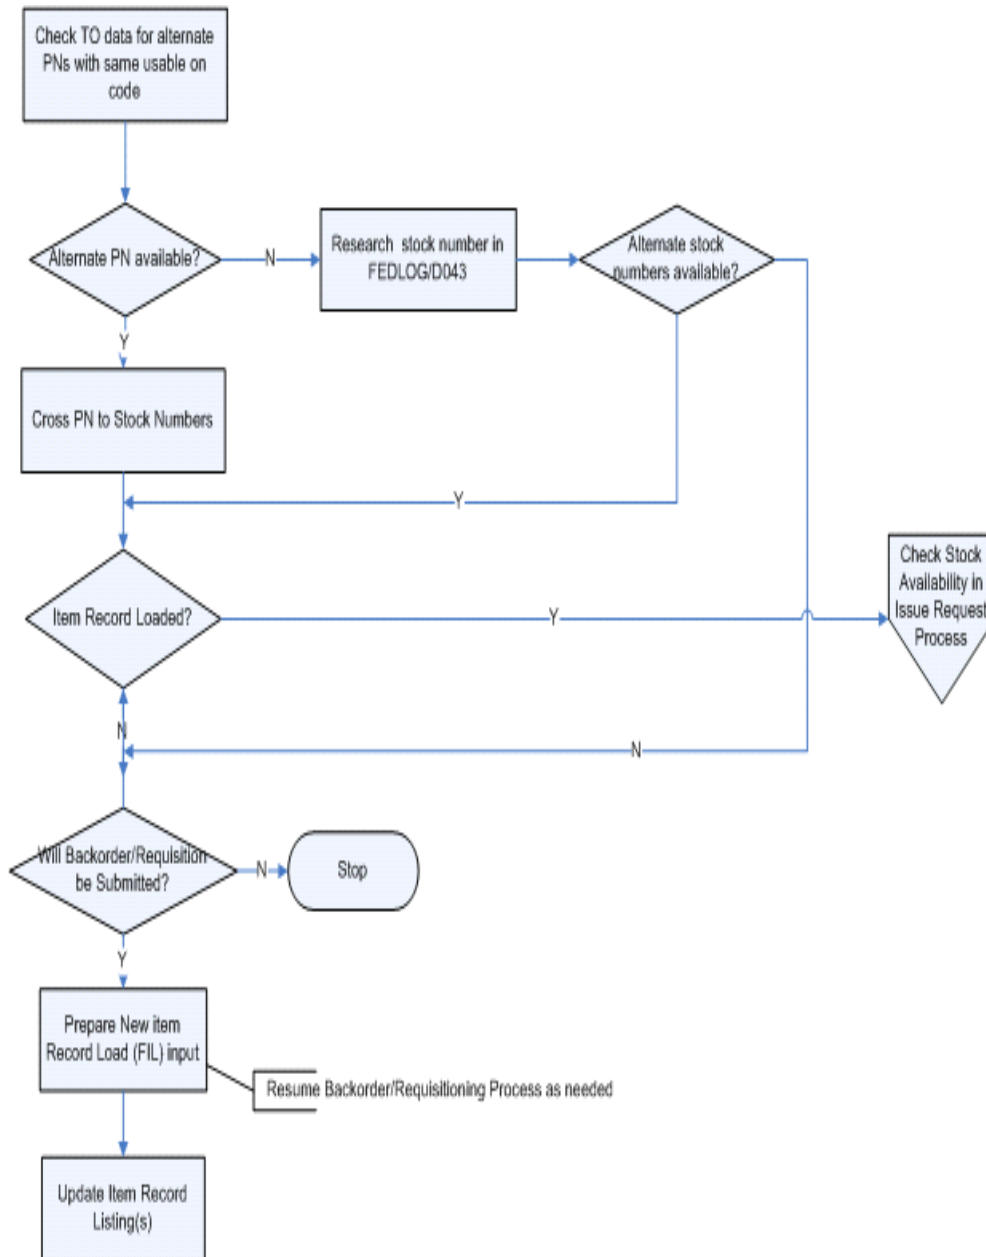 Check TO data for alternate
PNs with same usable on
code
Alternate PN available?
N
Research stock number in
FEDLOG/D043
Alternate stock
numbers available?
Y
Cross PN to Stock Numbers
Y
Item Record Loaded?
Y
Check Stock
Availability in
Issue Request
Process
N
N
Will Backorder/Requisition
be Submitted?
N
Stop
Y
Prepare New item
Record Load (FIL) input
Resume Backorder/Requisitioning Process as needed
Update Item Record
Listing(s)